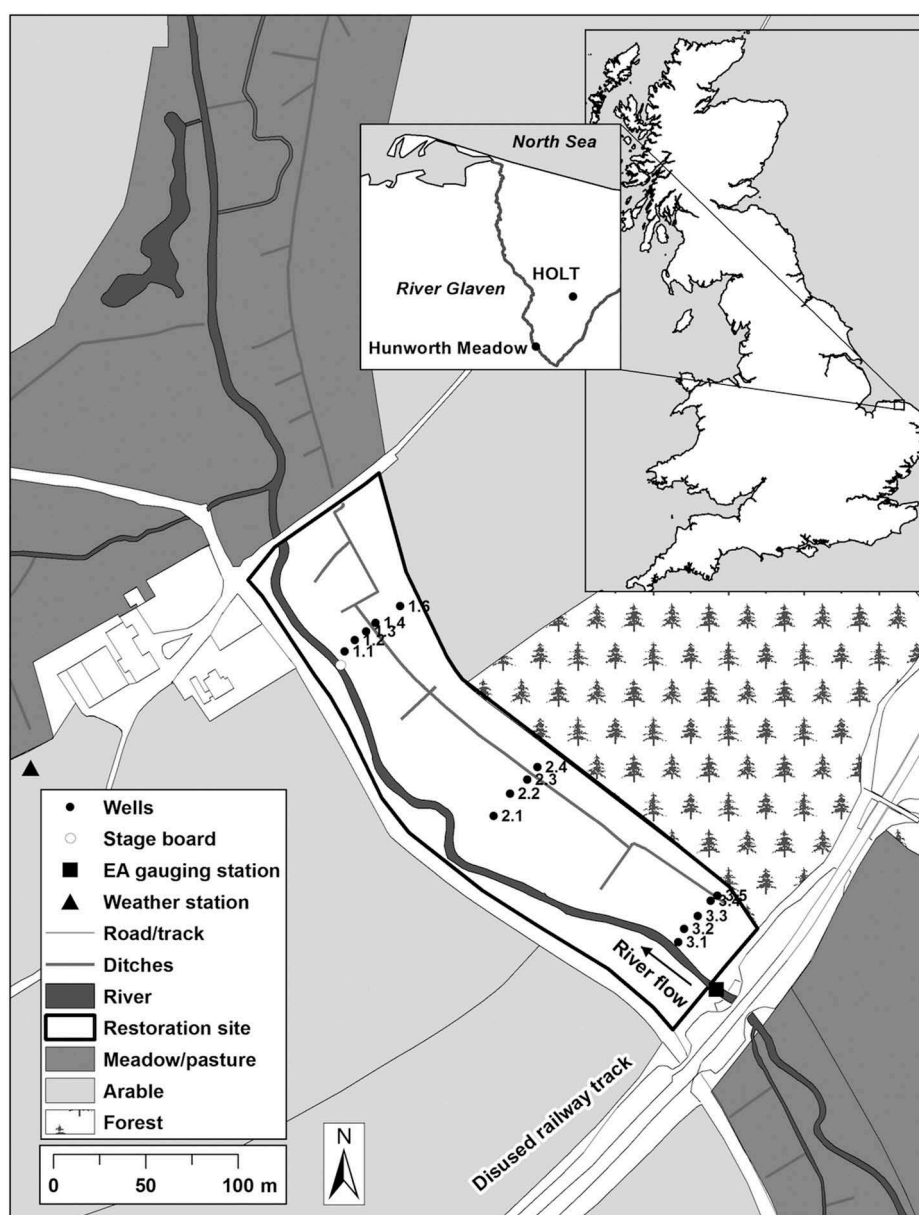 North Sea
HOLT
River Glaven
Hunworth Meadow
1.6
1.4
1.3
1.2
1.1
2.4
2.3
2.2
2.1
3.5
3.4
3.3
3.2
3.1
River flow
Disused railway track
Wells
Stage board
EA gauging station
Weather station
Road/track
Ditches
River
Restoration site
Meadow/pasture
Arable
Forest
0 50 100 m
N